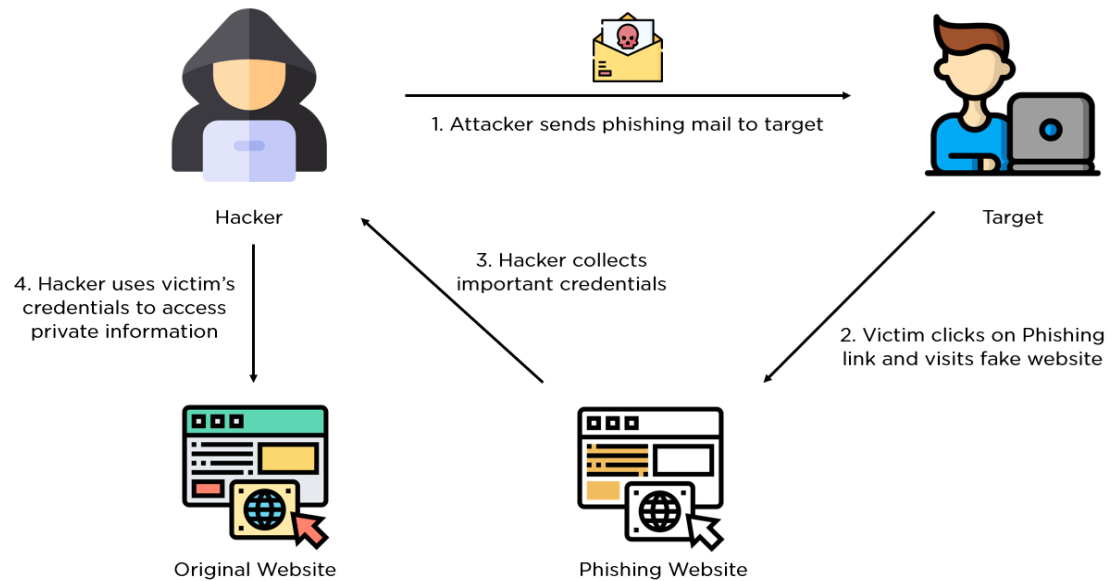 1. Attacker sends phishing mail to target
Hacker
Target
3. Hacker collects
important credentials
4. Hacker uses victim's
credentials to access
private information
2. Victim clicks on Phishing
link and visits fake website
Original Website
Phishing Website